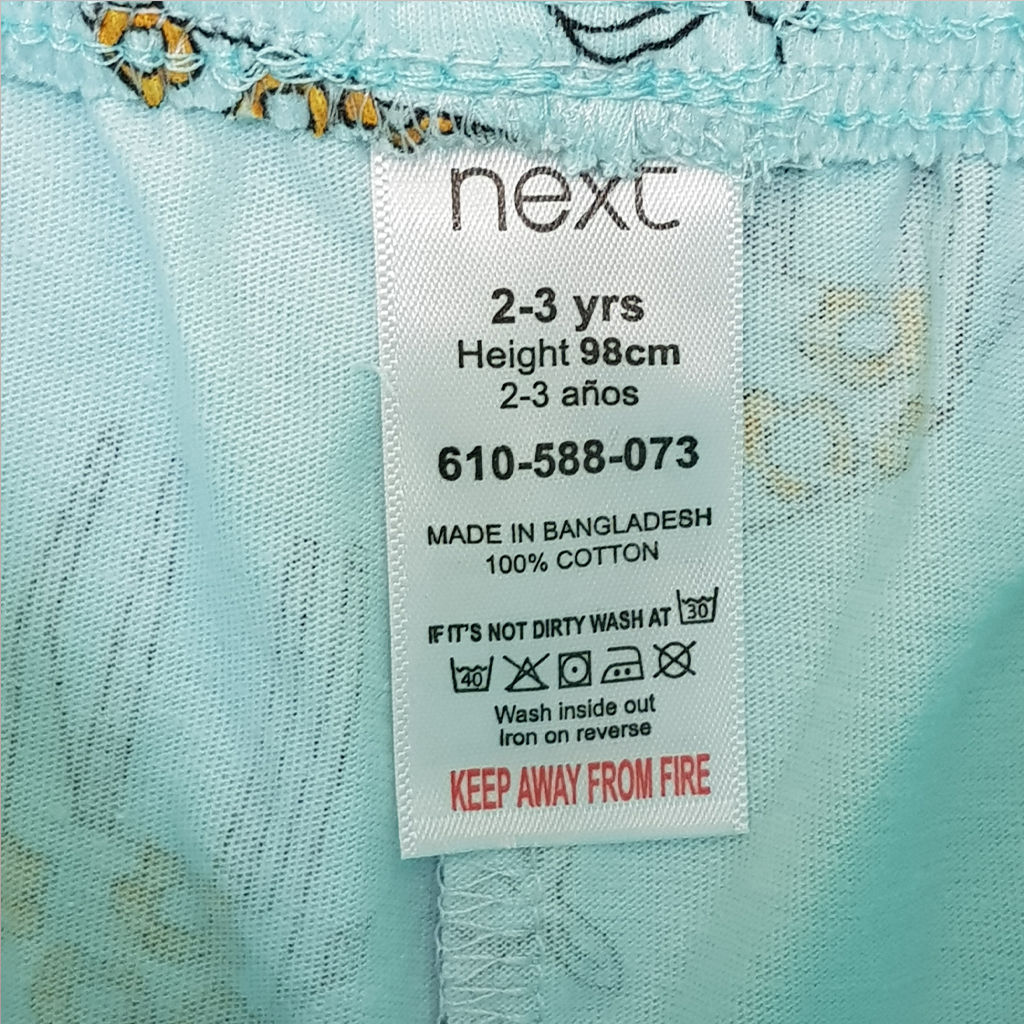 next
2-3 yrs
Height 98cm
2-3 años
610-588-073
MADE IN BANGLADESH
100% COTTON
IF IT'S NOT DIRTY WASH AT 30
40
Wash inside out
Iron on reverse
KEEP AWAY FROM FIRE